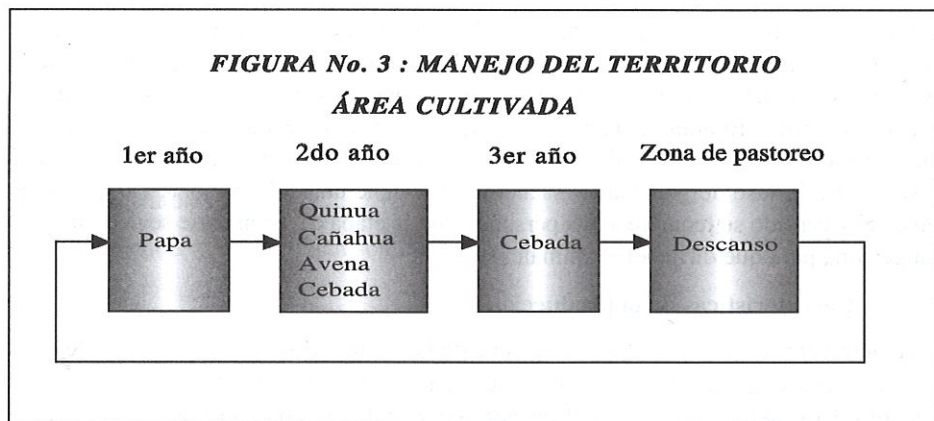 FIGURA No. 3 : MANEJO DEL TERRITORIO
ÁREA CULTIVADA
1er año
2do año
3er año
Zona de pastoreo
Papa
Quinua
Cañahua
Avena
Cebada
Cebada
Descanso